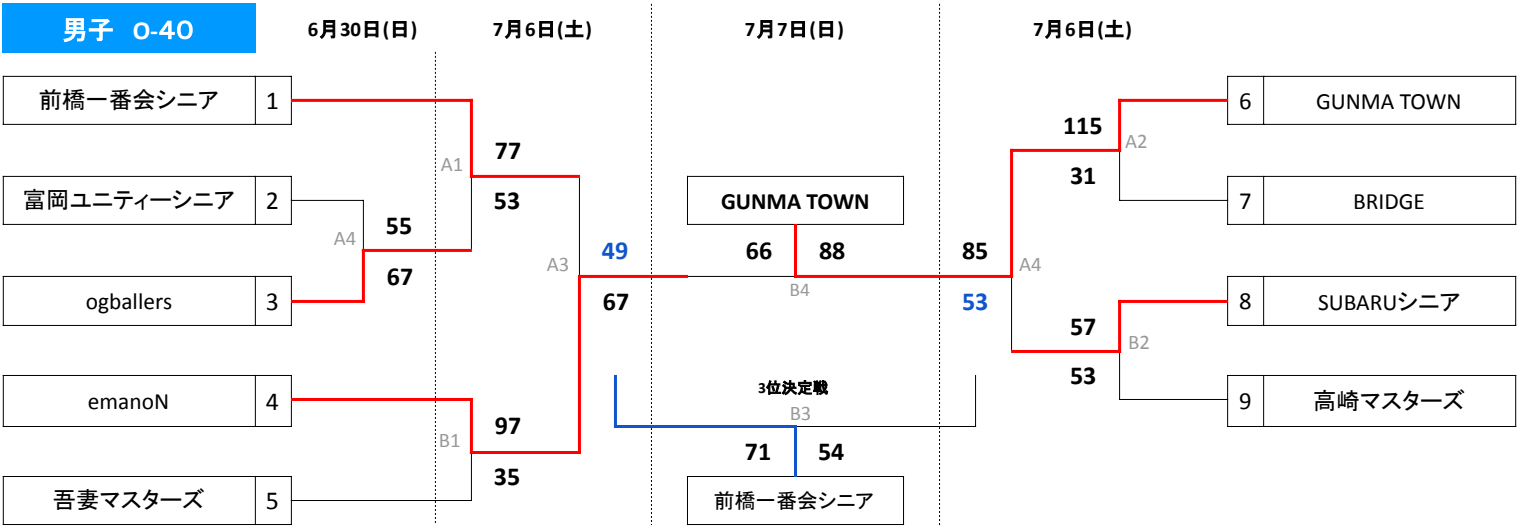 男子 O-40
6月30日(日)
7月6日(土)
7月7日(日)
7月6日(土)
前橋一番会シニア 1
富岡ユニティーシニア 2
ogballers 3
emanoN 4
吾妻マスターズ 5
A4
55
67
A1
77
53
B1
97
35
A3
49
67
GUNMA TOWN
66 88
B4
3位決定戦
B3
71 54
前橋一番会シニア
85
53
A4
115
31
A2
57
53
B2
6 GUNMA TOWN
7 BRIDGE
8 SUBARUシニア
9 高崎マスターズ